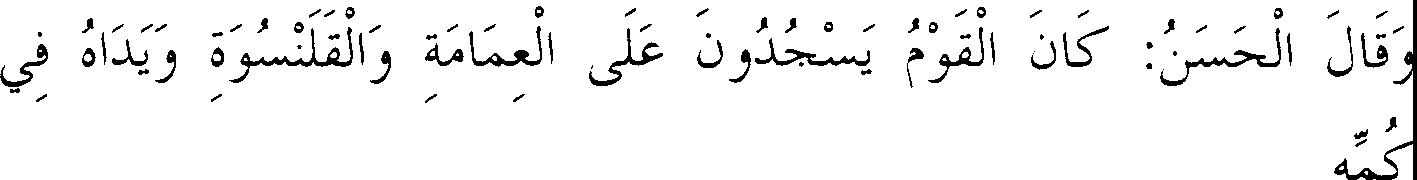 وَقَالَ الْحَسَنُ: كَانَ الْقَوْمُ يَسْجُدُونَ عَلَى الْعِمَامَةِ وَالْقَلَنْسُوَةِ وَيَدَاهُ فِي
كُمِّه